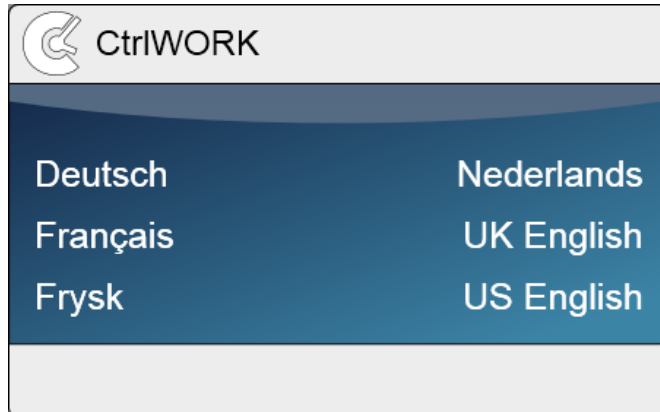 CtrlWORK
Deutsch
Nederlands
Français
UK English
Frysk
US English